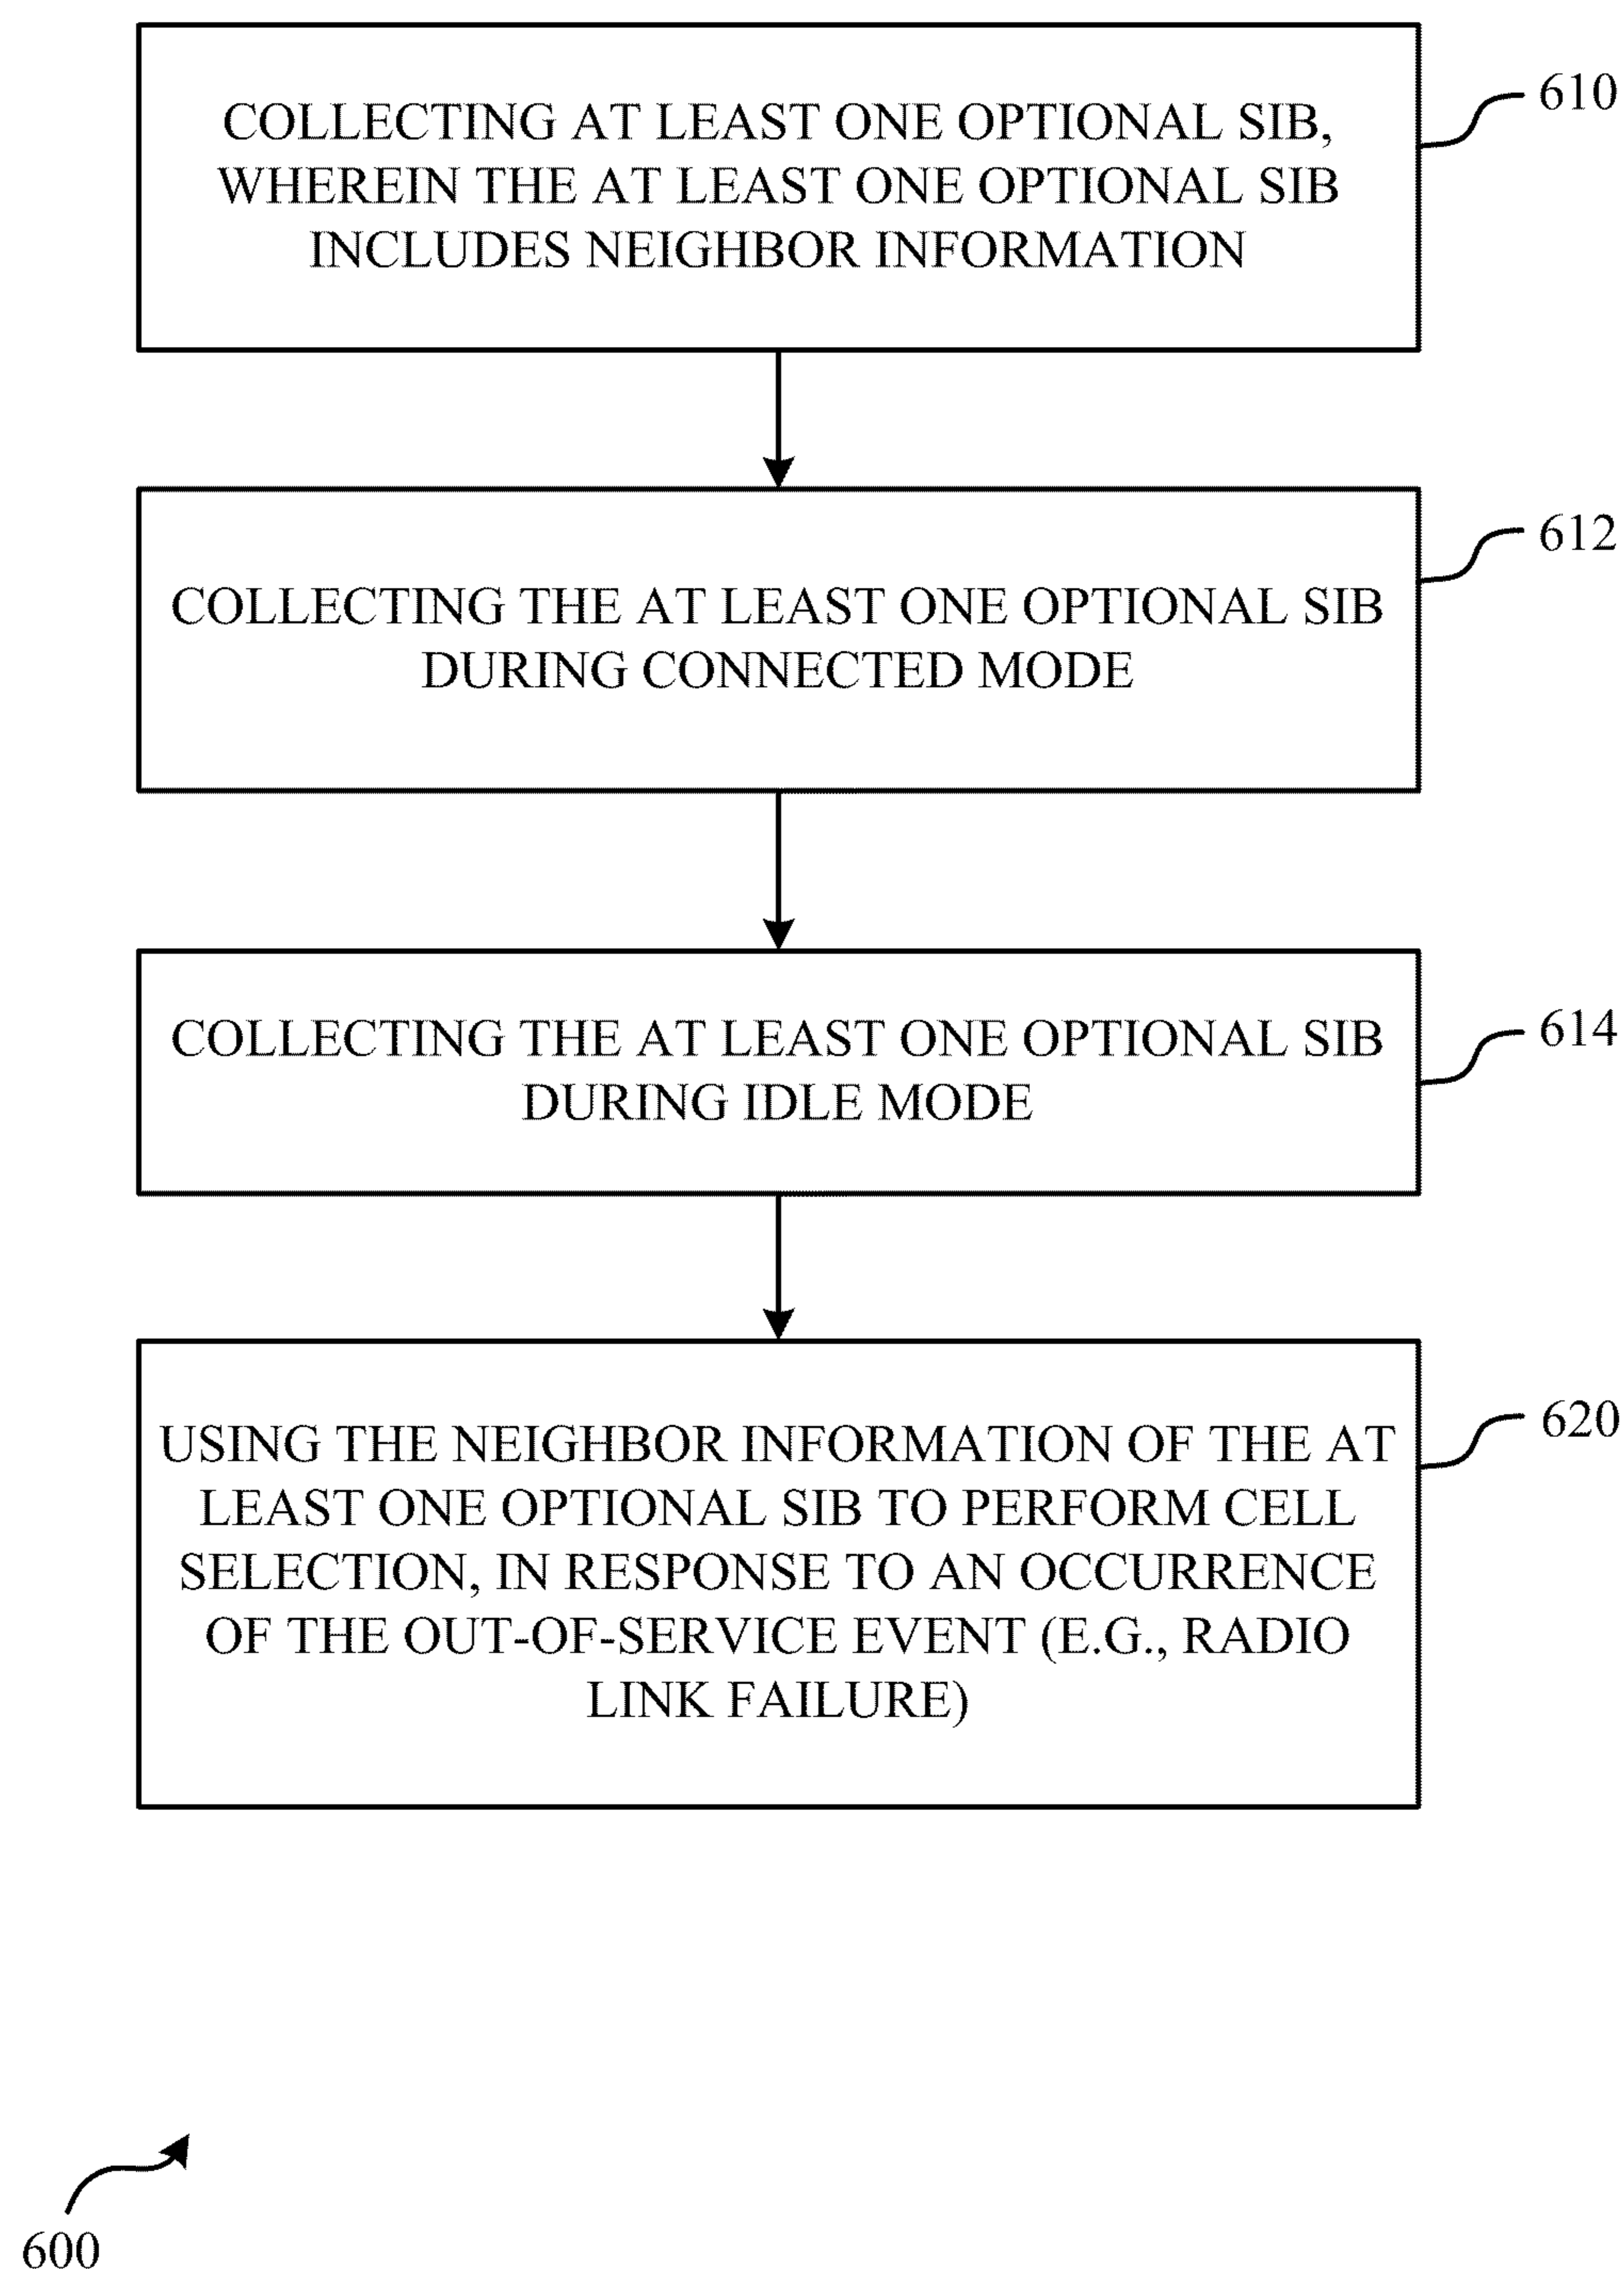 COLLECTING AT LEAST ONE OPTIONAL SIB,
WHEREIN THE AT LEAST ONE OPTIONAL SIB
INCLUDES NEIGHBOR INFORMATION
610
COLLECTING THE AT LEAST ONE OPTIONAL SIB
DURING CONNECTED MODE
612
COLLECTING THE AT LEAST ONE OPTIONAL SIB
DURING IDLE MODE
614
USING THE NEIGHBOR INFORMATION OF THE AT
LEAST ONE OPTIONAL SIB TO PERFORM CELL
SELECTION, IN RESPONSE TO AN OCCURRENCE
OF THE OUT-OF-SERVICE EVENT (E.G., RADIO
LINK FAILURE)
620
600